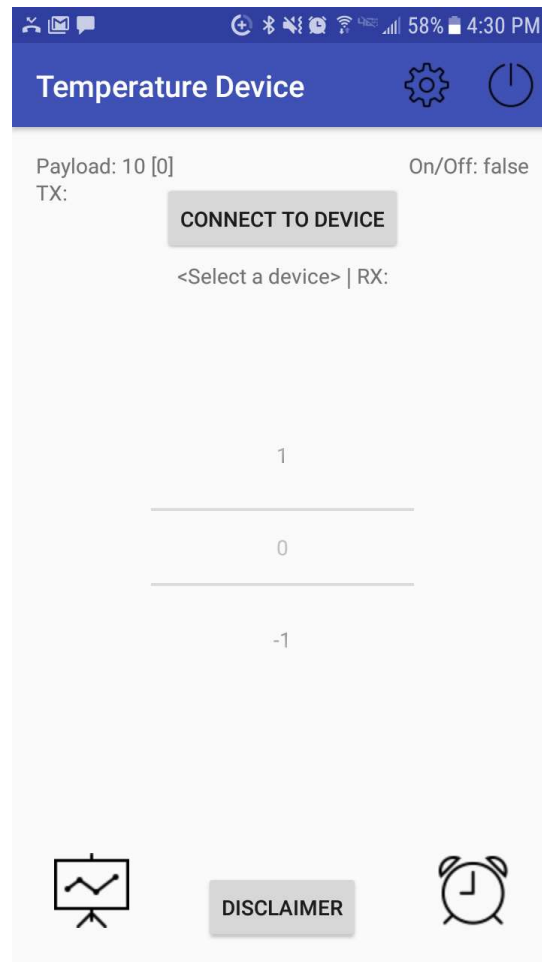 58% 4:30 PM
Temperature Device
Payload: 10 [0] On/Off: false
TX:
CONNECT TO DEVICE
<Select a device> | RX:
1
0
-1
DISCLAIMER